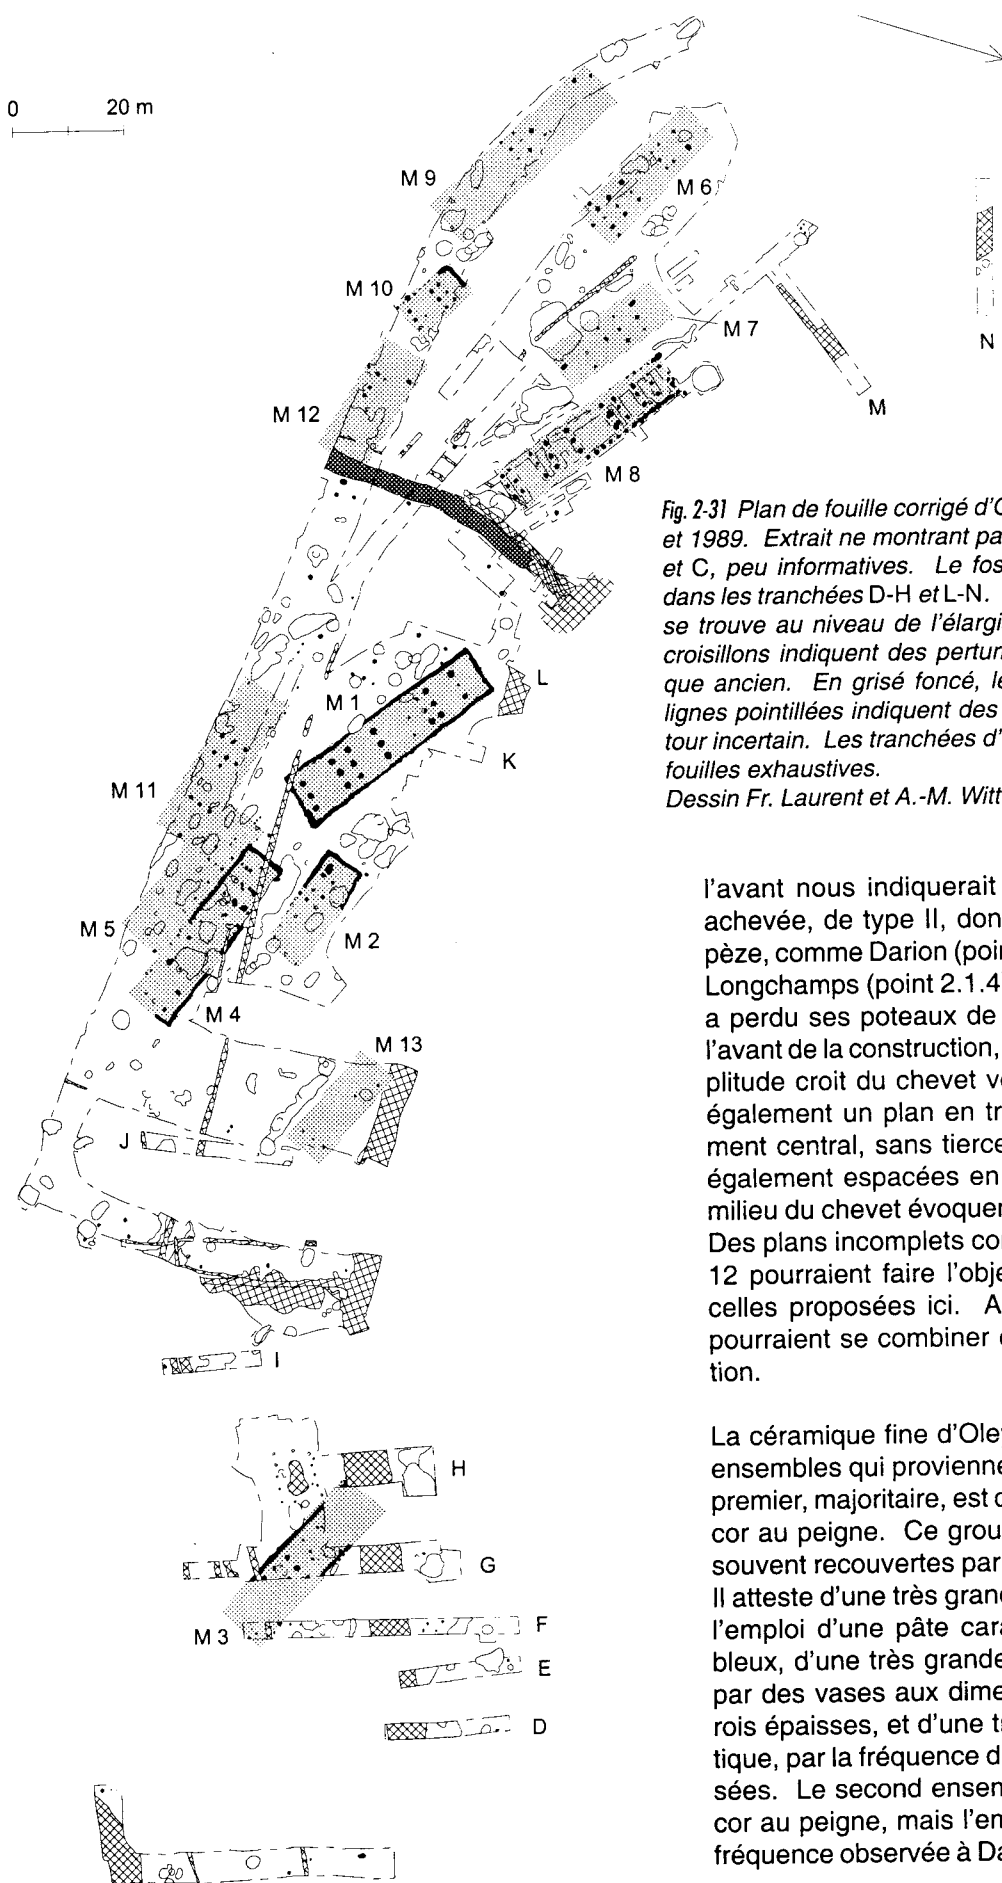 0 20 m
M 9
M 6
M 10
M 7
N
M 12
M
M 8
Fig. 2-31 Plan de fouille corrigé d'O
et 1989. Extrait ne montrant pa
et C, peu informatives. Le fos
dans les tranchées D-H et L-N.
se trouve au niveau de l'élargi
croisillons indiquent des pertur
que ancien. En grisé foncé, le
lignes pointillées indiquent des
tour incertain. Les tranchées d'
fouilles exhaustives.
Dessin Fr. Laurent et A.-M. Witt
L
M 1
K
M 11
M 5
M 2
M 4
M 13
J
I
H
G
M 3
F
E
D
l'avant nous indiquerait
achevée, de type II, don
pèze, comme Darion (poin
Longchamps (point 2.1.4
a perdu ses poteaux de
l'avant de la construction,
plitude croit du chevet ve
également un plan en tr
ment central, sans tierce
également espacées en
milieu du chevet évoquer
Des plans incomplets co
12 pourraient faire l'obje
celles proposées ici. A
pourraient se combiner
tion.
La céramique fine d'Ole
ensembles qui provienne
premier, majoritaire, est
cor au peigne. Ce grou
souvent recouvertes par
Il atteste d'une très grand
l'emploi d'une pâte cara
bleux, d'une très grande
par des vases aux dime
rois épaisses, et d'une t
tique, par la fréquence d
sées. Le second ensem
cor au peigne, mais l'en
fréquence observée à Da